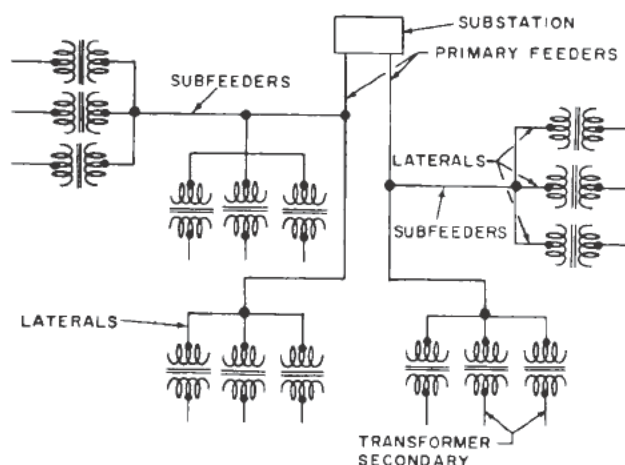 SUBSTATION
PRIMARY FEEDERS
SUBFEEDERS
LATERALS
SUBFEEDERS
LATERALS
TRANSFORMER
SECONDARY